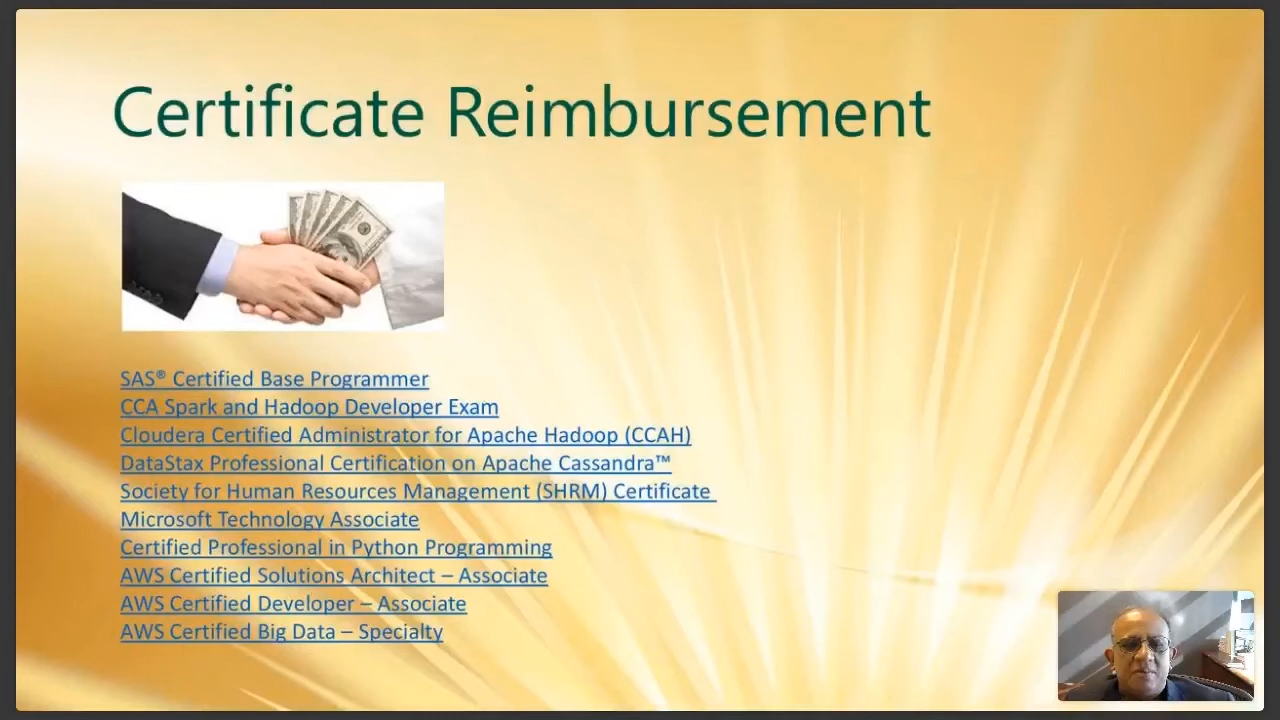 Certificate Reimbursement
SAS® Certified Base Programmer
CCA Spark and Hadoop Developer Exam
Cloudera Certified Administrator for Apache Hadoop (CCAH)
DataStax Professional Certification on Apache Cassandra™
Society for Human Resources Management (SHRM) Certificate
Microsoft Technology Associate
Certified Professional in Python Programming
AWS Certified Solutions Architect – Associate
AWS Certified Developer – Associate
AWS Certified Big Data – Specialty